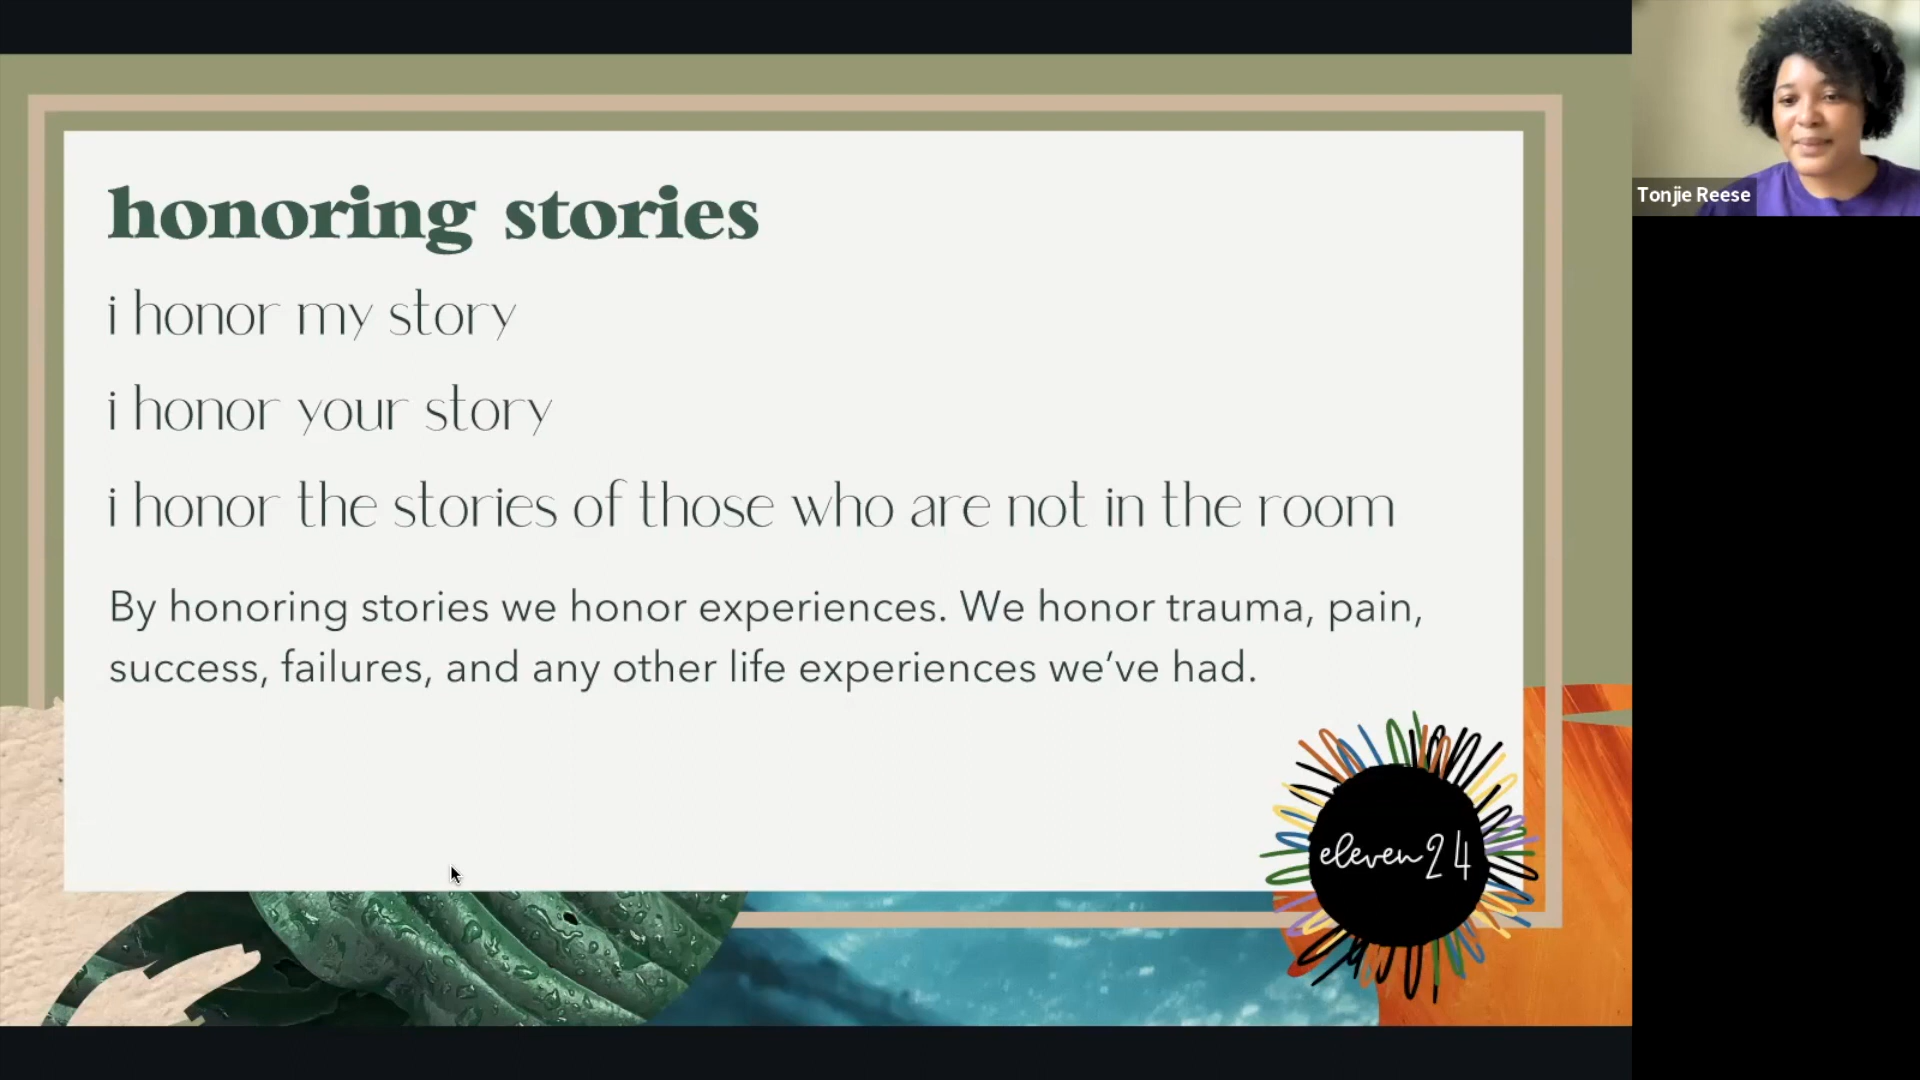 honoring stories
i honor my story
i honor your story
i honor the stories of those who are not in the room
By honoring stories we honor experiences. We honor trauma, pain,
success, failures, and any other life experiences we’ve had.
eleven24
Tonjie Reese